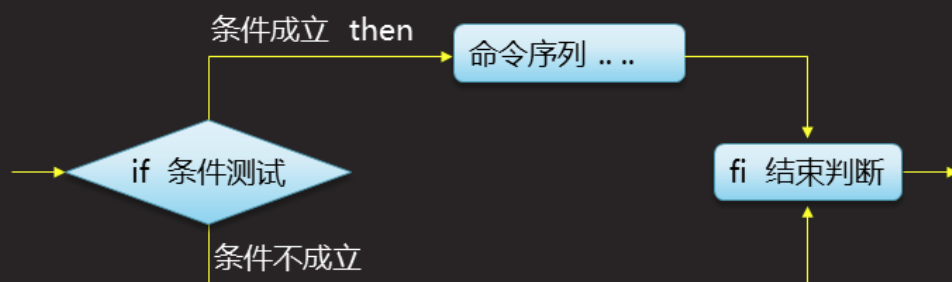 条件成立 then
命令序列 .. ..
if 条件测试
fi 结束判断
条件不成立